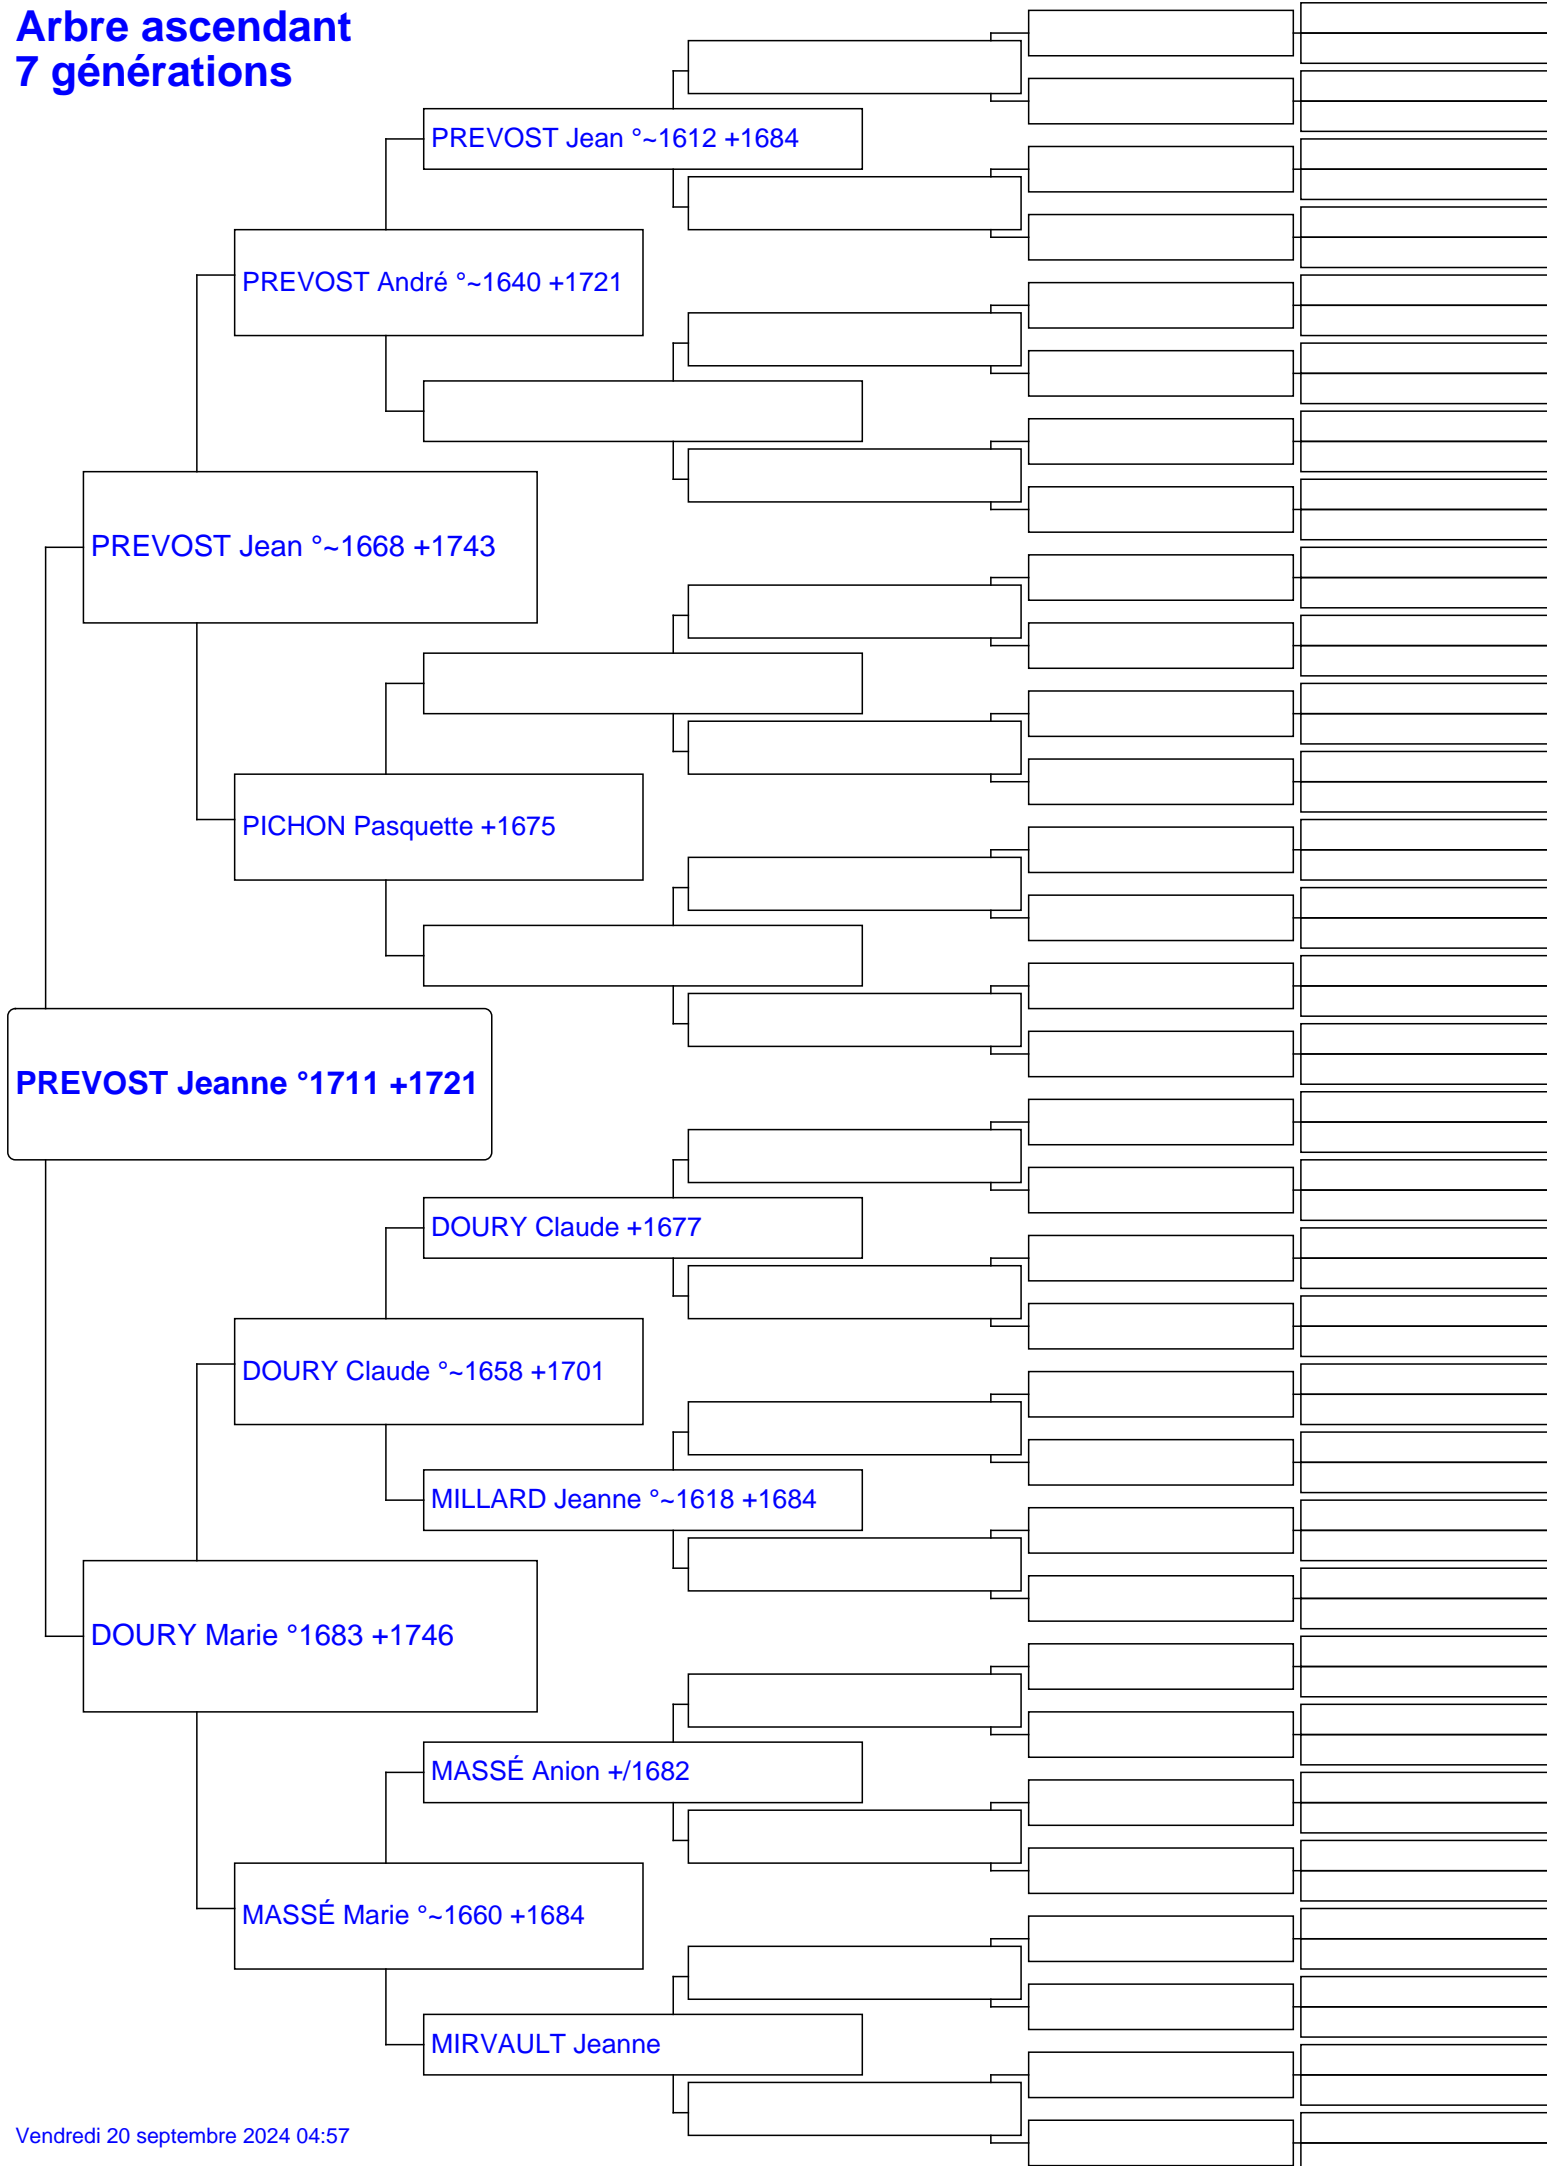 Arbre ascendant
7 générations
PREVOST Jean °~1612 +1684
PREVOST André °~1640 +1721
PREVOST Jean °~1668 +1743
PICHON Pasquette +1675
PREVOST Jeanne °1711 +1721
DOURY Claude +1677
DOURY Claude °~1658 +1701
MILLARD Jeanne °~1618 +1684
DOURY Marie °1683 +1746
MASSÉ Anion +/1682
MASSÉ Marie °~1660 +1684
MIRVAULT Jeanne
Vendredi 20 septembre 2024 04:57